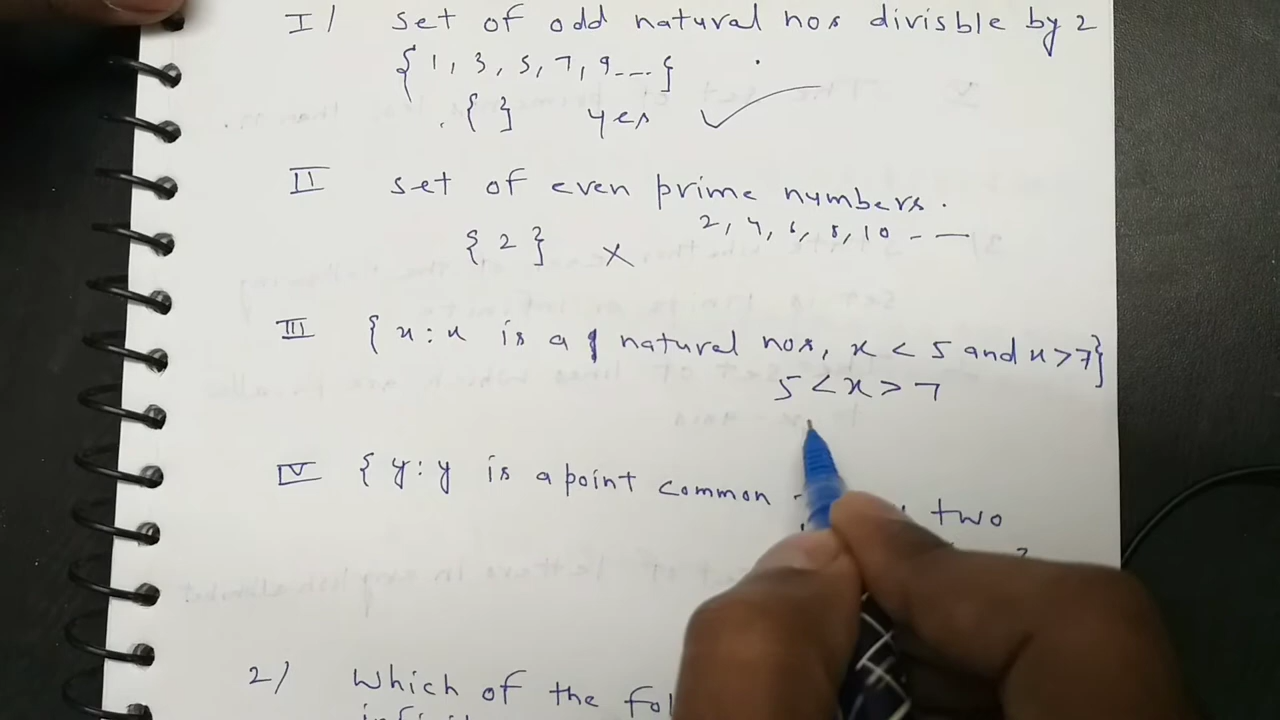 I/ set of odd natural nos divisble by 2
{ 1, 3, 5, 7, 9---- }
{ } yes ✓
II set of even prime numbers.
{ 2 } × 2, 4, 6, 8, 10 - —
III { x : x is a natural nos, x < 5 and x > 7}
5 < x > 7
IV { y : y is a point common
two
2/ Which of the